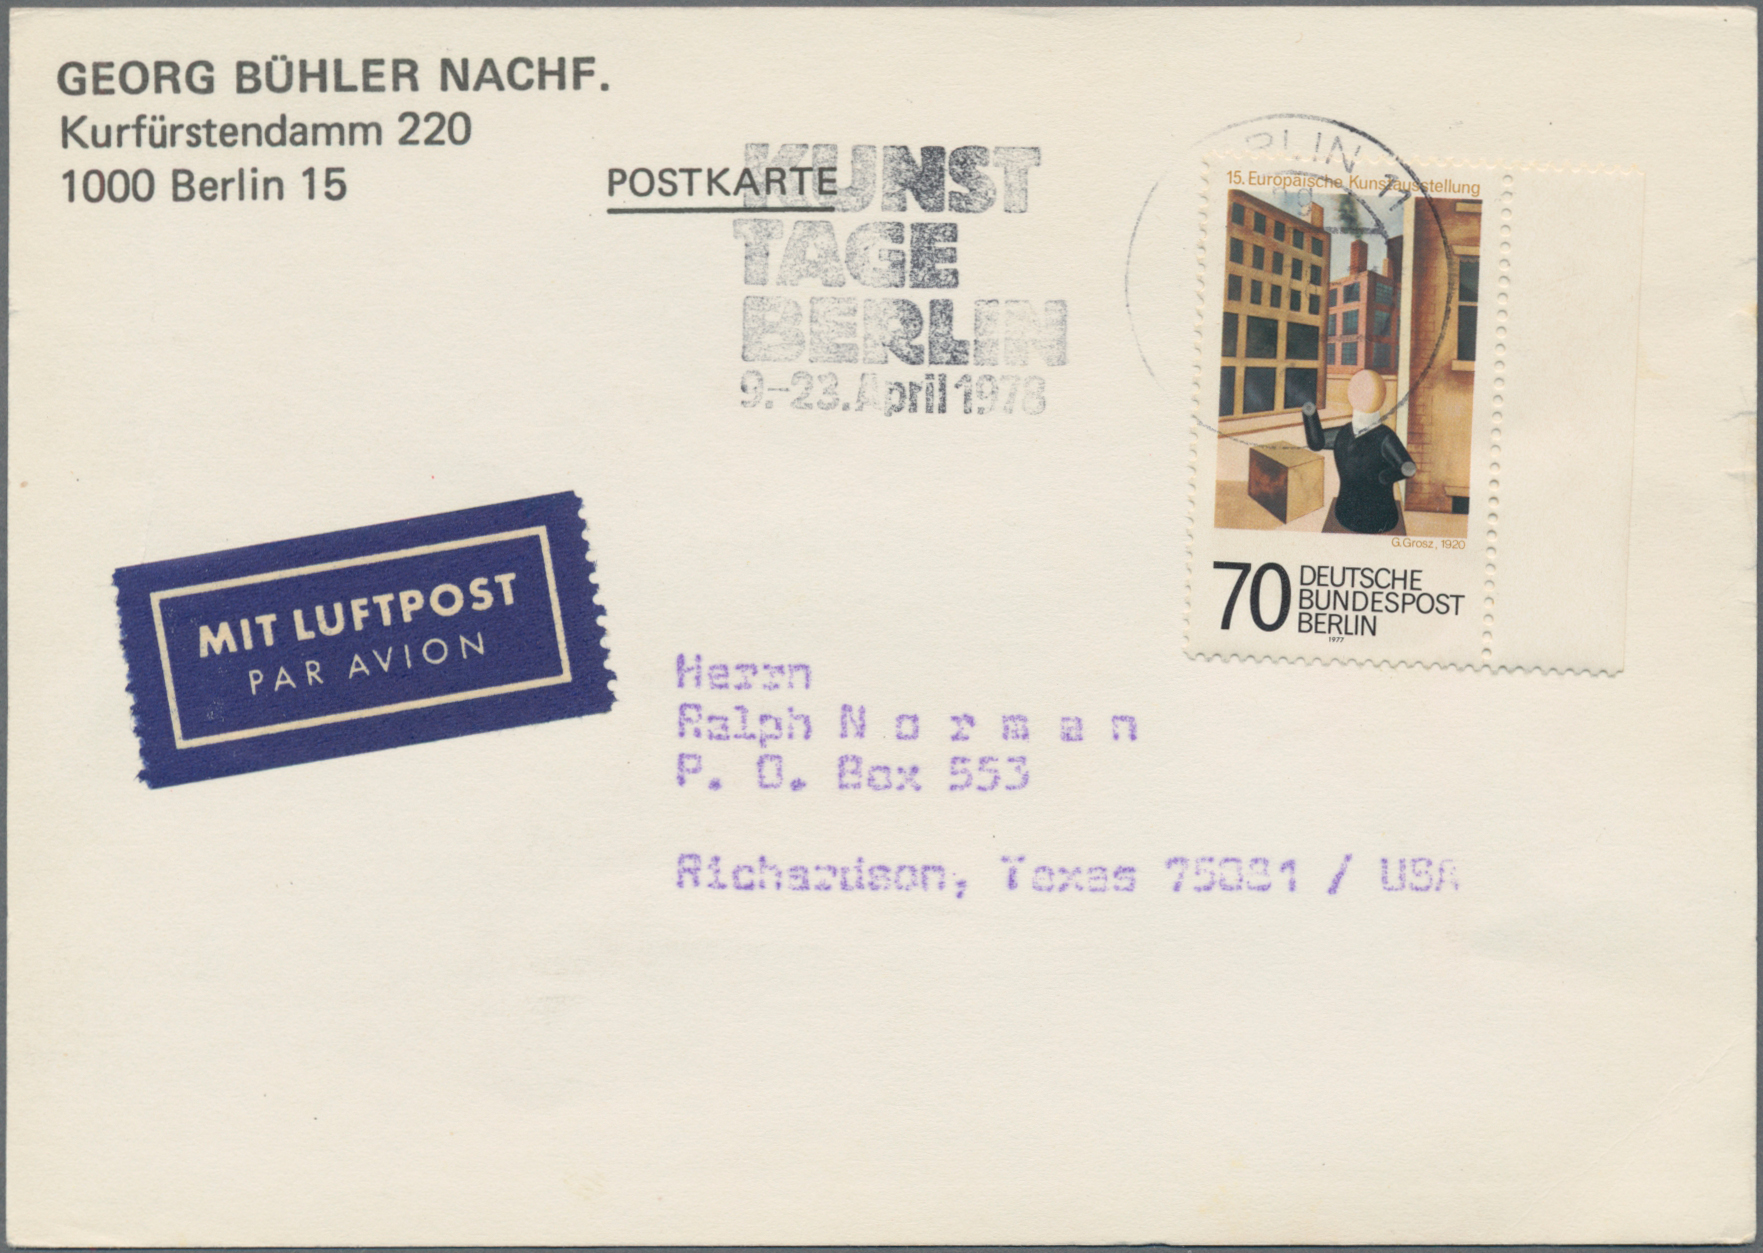 GEORG BÜHLER NACHF.
Kurfürstendamm 220
1000 Berlin 15
POSTKARTE
KUNST
TAGE
BERLIN
9.-23. April 1978
15. Europäische Kunstausstellung
G. Grosz, 1920
70 DEUTSCHE
BUNDESPOST
BERLIN
1977
MIT LUFTPOST
PAR AVION
Herrn
Ralph N o r m a n
P. O. Box 553
Richardson, Texas 75081 / USA